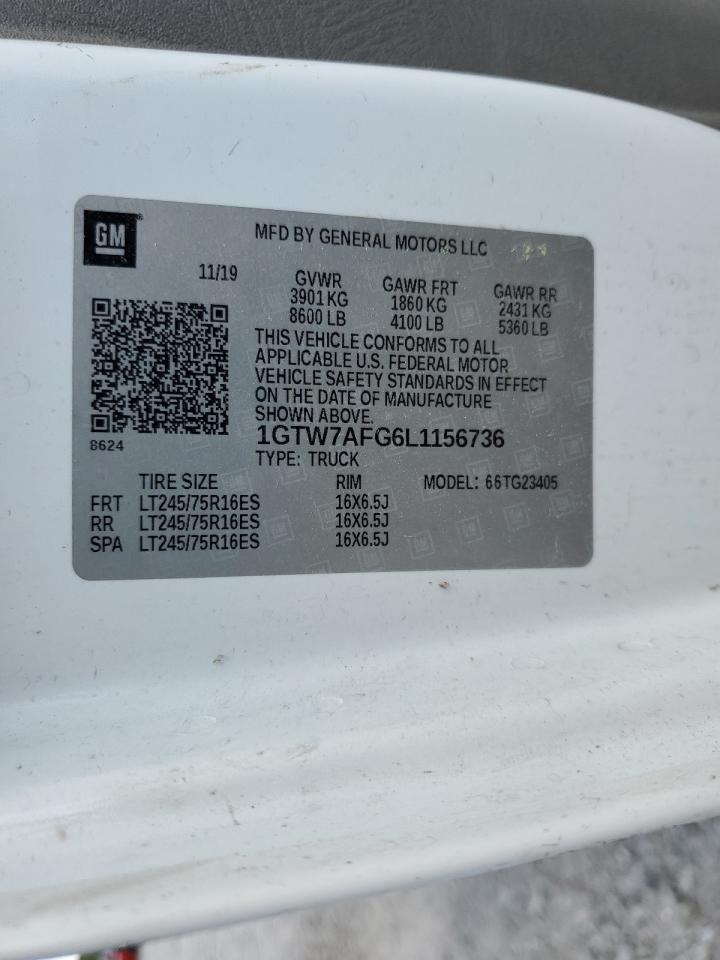 GM
MFD BY GENERAL MOTORS LLC
11/19
GVWR GAWR FRT GAWR RR
3901 KG 1860 KG 2431 KG
8600 LB 4100 LB 5360 LB
THIS VEHICLE CONFORMS TO ALL
APPLICABLE U.S. FEDERAL MOTOR
VEHICLE SAFETY STANDARDS IN EFFECT
ON THE DATE OF MANUFACTURE
SHOWN ABOVE.
8624
1GTW7AFG6L1156736
TYPE: TRUCK
TIRE SIZE RIM MODEL: 66TG23405
FRT LT245/75R16ES 16X6.5J
RR LT245/75R16ES 16X6.5J
SPA LT245/75R16ES 16X6.5J